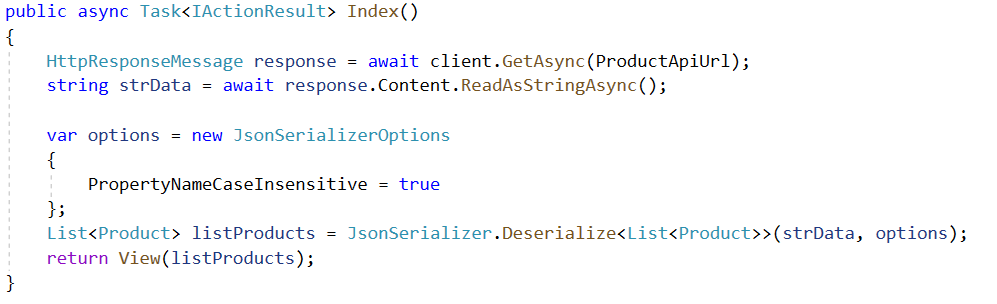 public async Task<IActionResult> Index()
{
    HttpResponseMessage response = await client.GetAsync(ProductApiUrl);
    string strData = await response.Content.ReadAsStringAsync();

    var options = new JsonSerializerOptions
    {
        PropertyNameCaseInsensitive = true
    };
    List<Product> listProducts = JsonSerializer.Deserialize<List<Product>>(strData, options);
    return View(listProducts);
}